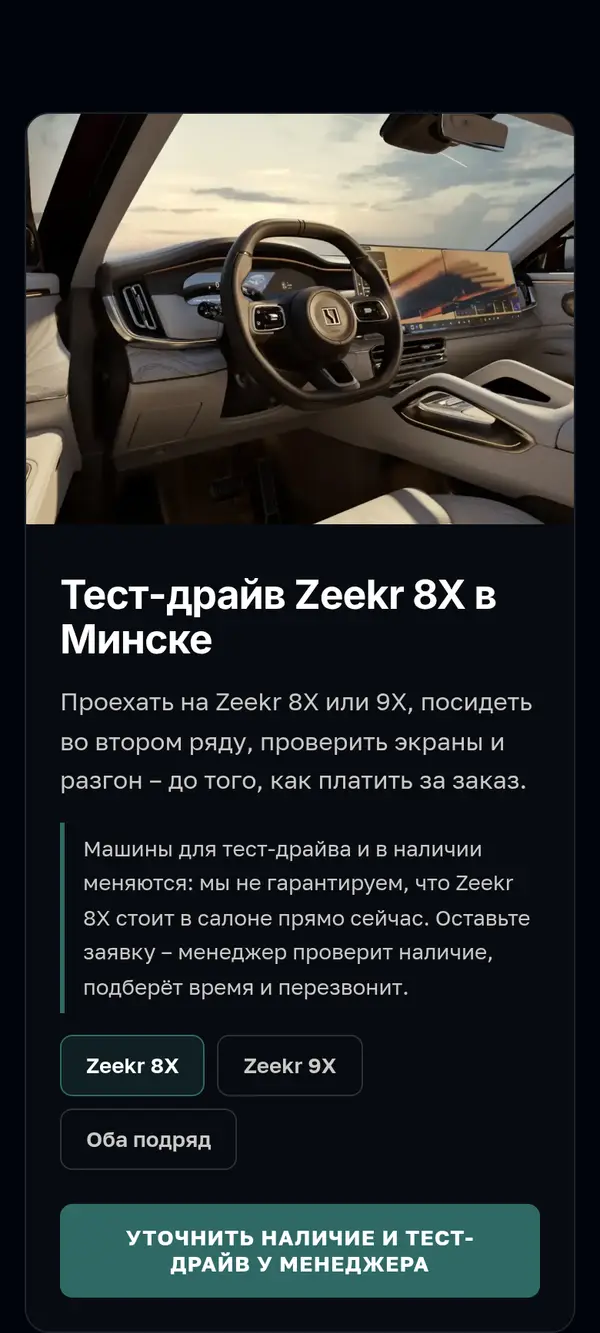 Тест-драйв Zeekr 8X в
Минске
Проехать на Zeekr 8X или 9X, посидеть
во втором ряду, проверить экраны и
разгон – до того, как платить за заказ.
Машины для тест-драйва и в наличии
меняются: мы не гарантируем, что Zeekr
8X стоит в салоне прямо сейчас. Оставьте
заявку – менеджер проверит наличие,
подберёт время и перезвонит.
Zeekr 8X
Zeekr 9X
Оба подряд
УТОЧНИТЬ НАЛИЧИЕ И ТЕСТ-
ДРАЙВ У МЕНЕДЖЕРА